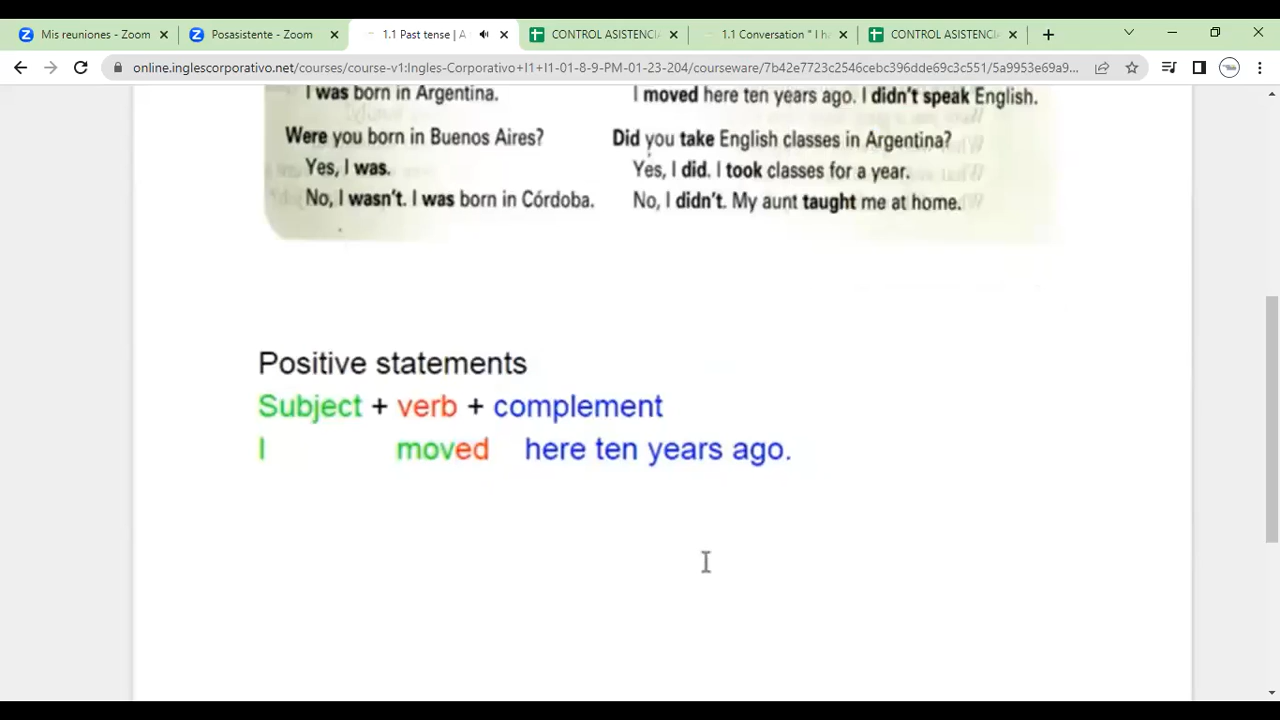 Mis reuniones - Zoom
Posasistente - Zoom
1.1 Past tense | A
CONTROL ASISTENCIA
1.1 Conversation " I ha
CONTROL ASISTENCIA
online.inglescorporativo.net/courses/course-v1:Ingles-Corporativo+I1+I1-01-8-9-PM-01-23-204/courseware/7b42e7723c2546cebc396dde69c3c551/5a9953e69a9...
I was born in Argentina.
I moved here ten years ago. I didn't speak English.
Were you born in Buenos Aires?
Did you take English classes in Argentina?
Yes, I was.
Yes, I did. I took classes for a year.
No, I wasn't. I was born in Córdoba.
No, I didn't. My aunt taught me at home.
Positive statements
Subject + verb + complement
I moved here ten years ago.